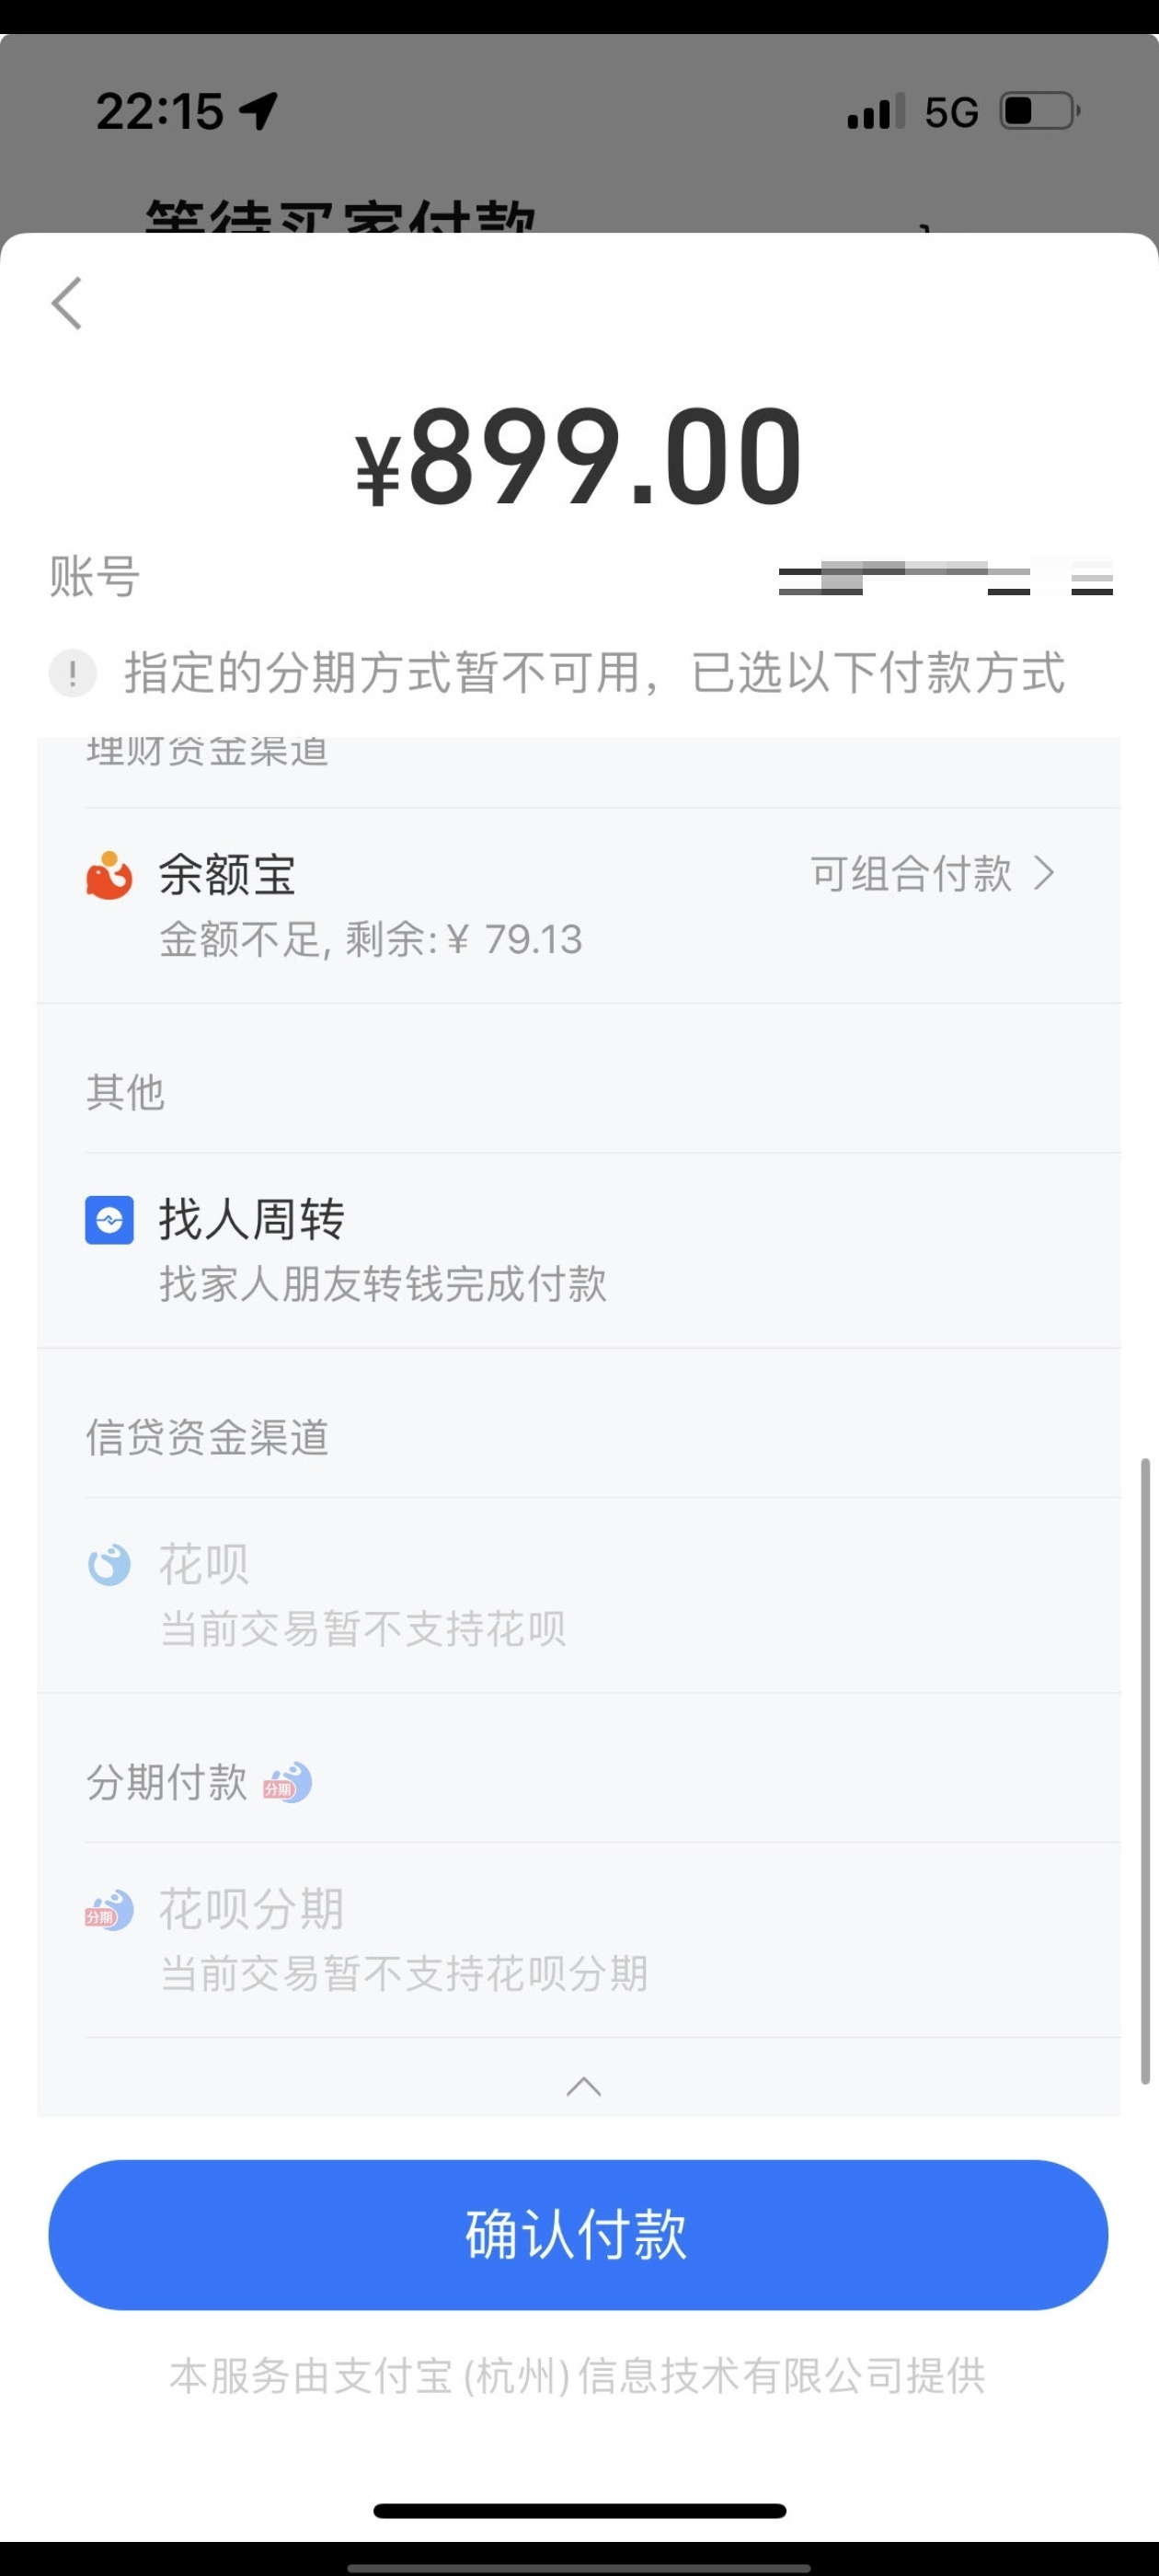 22:15
5G
等待买家付款
¥899.00
账号
! 指定的分期方式暂不可用，已选以下付款方式
理财资金渠道
余额宝
可组合付款
金额不足, 剩余:¥ 79.13
其他
找人周转
找家人朋友转钱完成付款
信贷资金渠道
花呗
当前交易暂不支持花呗
分期付款 分期
分期 花呗分期
当前交易暂不支持花呗分期
确认付款
本服务由支付宝(杭州)信息技术有限公司提供